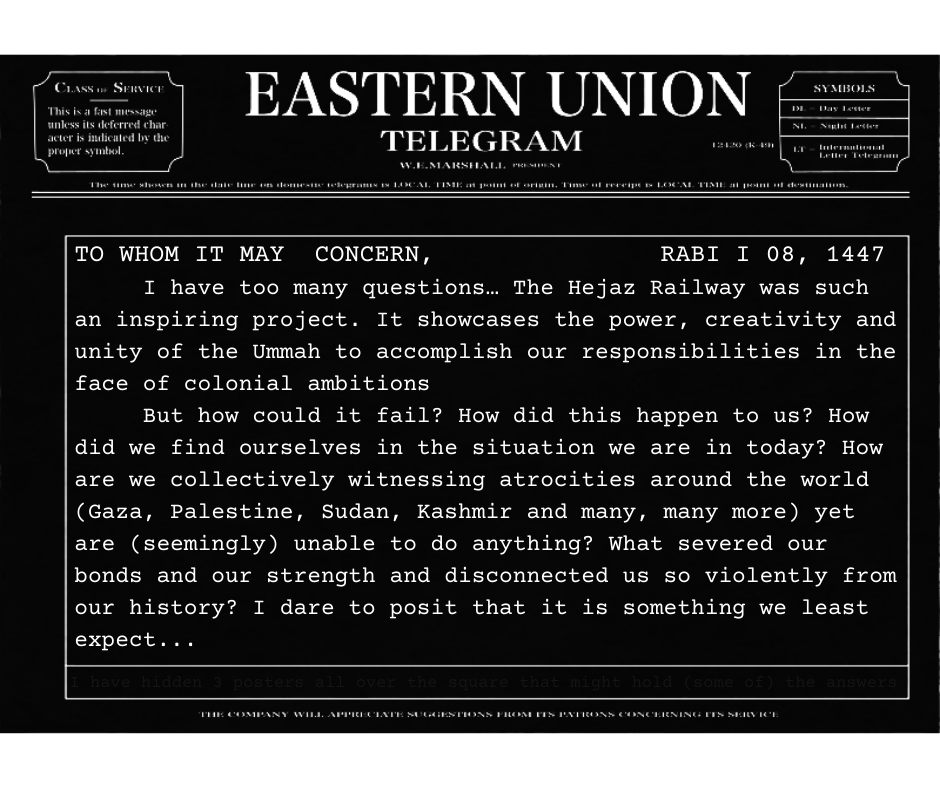 CLASS OF SERVICE
This is a fast message
unless its deferred char-
acter is indicated by the
proper symbol.
EASTERN UNION
TELEGRAM
W.E.MARSHALL PRESIDENT
12420 (K-49)
SYMBOLS
DL = Day Letter
NL = Night Letter
LT = International
Letter Telegram
The time shown in the date line on domestic telegrams is LOCAL TIME at point of origin. Time of receipt is LOCAL TIME at point of destination.
TO WHOM IT MAY CONCERN, RABI I 08, 1447
I have too many questions… The Hejaz Railway was such
an inspiring project. It showcases the power, creativity and
unity of the Ummah to accomplish our responsibilities in the
face of colonial ambitions
But how could it fail? How did this happen to us? How
did we find ourselves in the situation we are in today? How
are we collectively witnessing atrocities around the world
(Gaza, Palestine, Sudan, Kashmir and many, many more) yet
are (seemingly) unable to do anything? What severed our
bonds and our strength and disconnected us so violently from
our history? I dare to posit that it is something we least
expect...
I have hidden 3 posters all over the square that might hold (some of) the answers
THE COMPANY WILL APPRECIATE SUGGESTIONS FROM ITS PATRONS CONCERNING ITS SERVICE